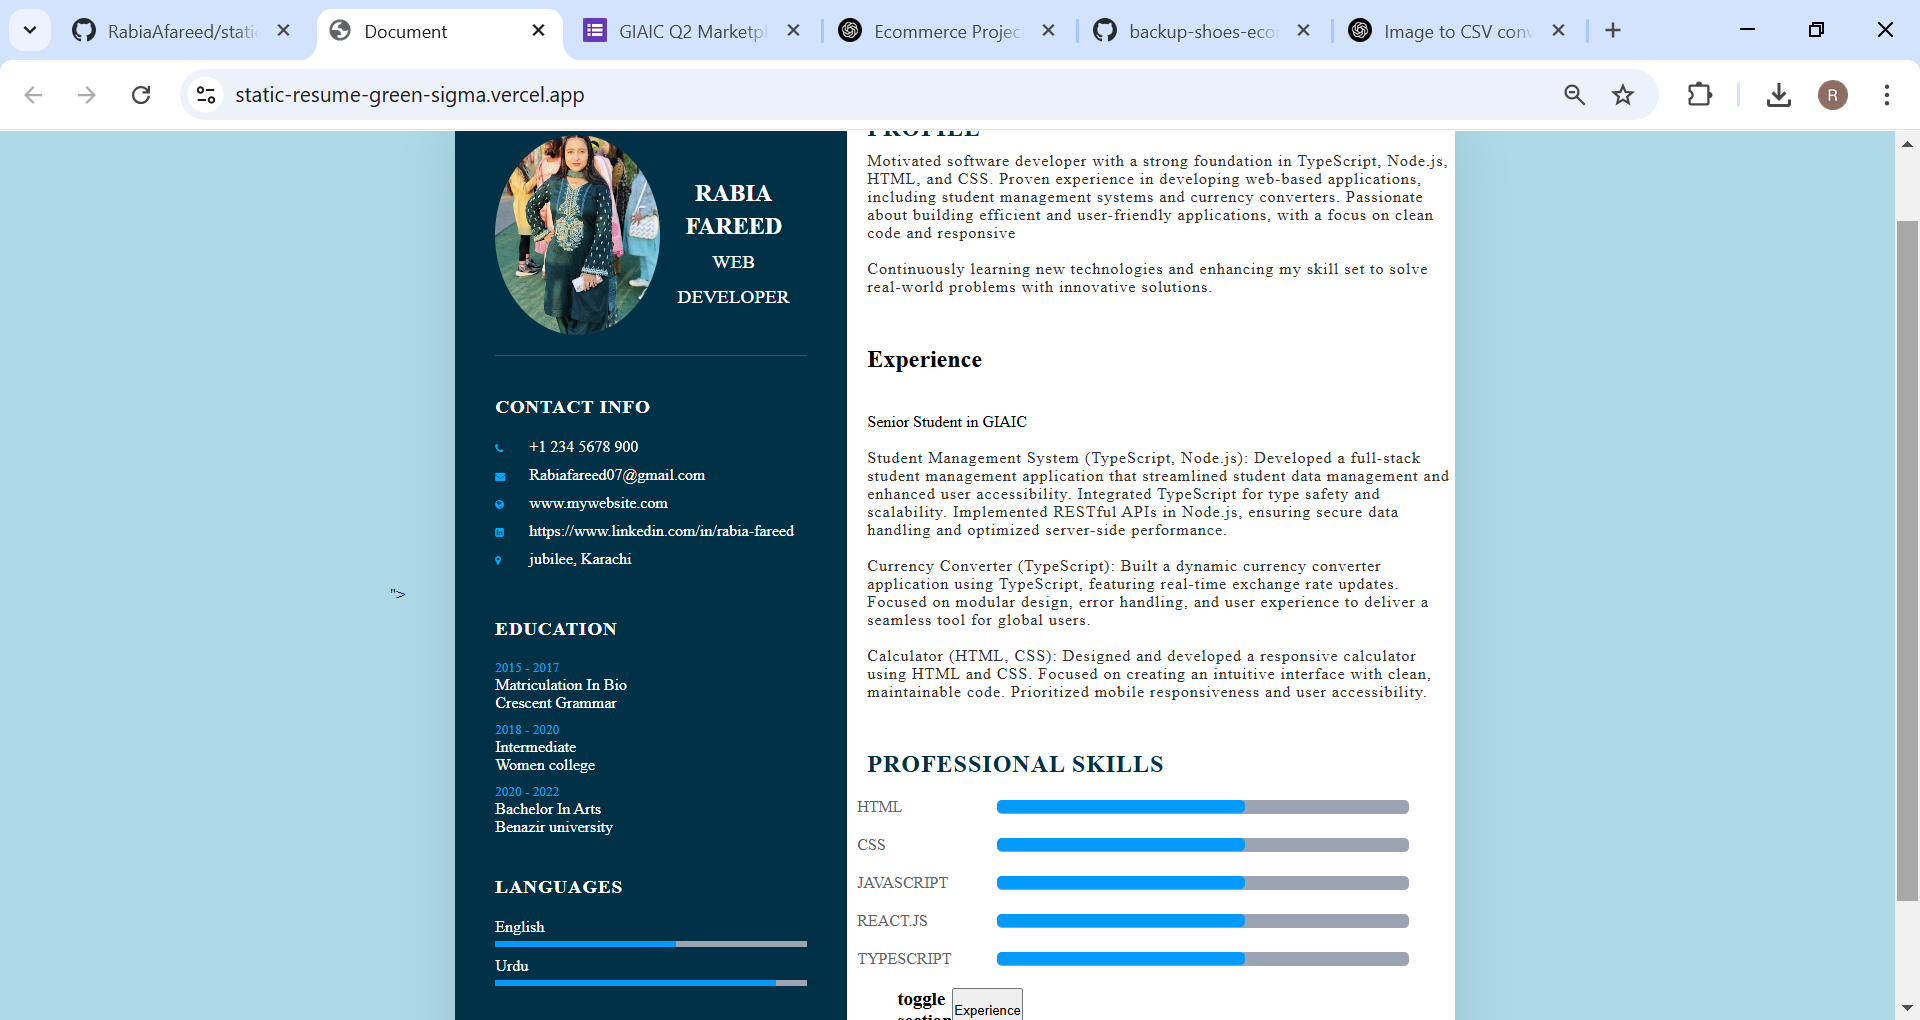 RabiaAfareed/stati
Document
GIAIC Q2 Marketpl
Ecommerce Project
backup-shoes-ecor
Image to CSV conv
static-resume-green-sigma.vercel.app
R
RABIA
FAREED
WEB
DEVELOPER
CONTACT INFO
+1 234 5678 900
Rabiafareed07@gmail.com
www.mywebsite.com
https://www.linkedin.com/in/rabia-fareed
jubilee, Karachi
">
EDUCATION
2015 - 2017
Matriculation In Bio
Crescent Grammar
2018 - 2020
Intermediate
Women college
2020 - 2022
Bachelor In Arts
Benazir university
LANGUAGES
English
Urdu
PROFILE
Motivated software developer with a strong foundation in TypeScript, Node.js,
HTML, and CSS. Proven experience in developing web-based applications,
including student management systems and currency converters. Passionate
about building efficient and user-friendly applications, with a focus on clean
code and responsive
Continuously learning new technologies and enhancing my skill set to solve
real-world problems with innovative solutions.
Experience
Senior Student in GIAIC
Student Management System (TypeScript, Node.js): Developed a full-stack
student management application that streamlined student data management and
enhanced user accessibility. Integrated TypeScript for type safety and
scalability. Implemented RESTful APIs in Node.js, ensuring secure data
handling and optimized server-side performance.
Currency Converter (TypeScript): Built a dynamic currency converter
application using TypeScript, featuring real-time exchange rate updates.
Focused on modular design, error handling, and user experience to deliver a
seamless tool for global users.
Calculator (HTML, CSS): Designed and developed a responsive calculator
using HTML and CSS. Focused on creating an intuitive interface with clean,
maintainable code. Prioritized mobile responsiveness and user accessibility.
PROFESSIONAL SKILLS
HTML
CSS
JAVASCRIPT
REACT.JS
TYPESCRIPT
toggle
section
Experience